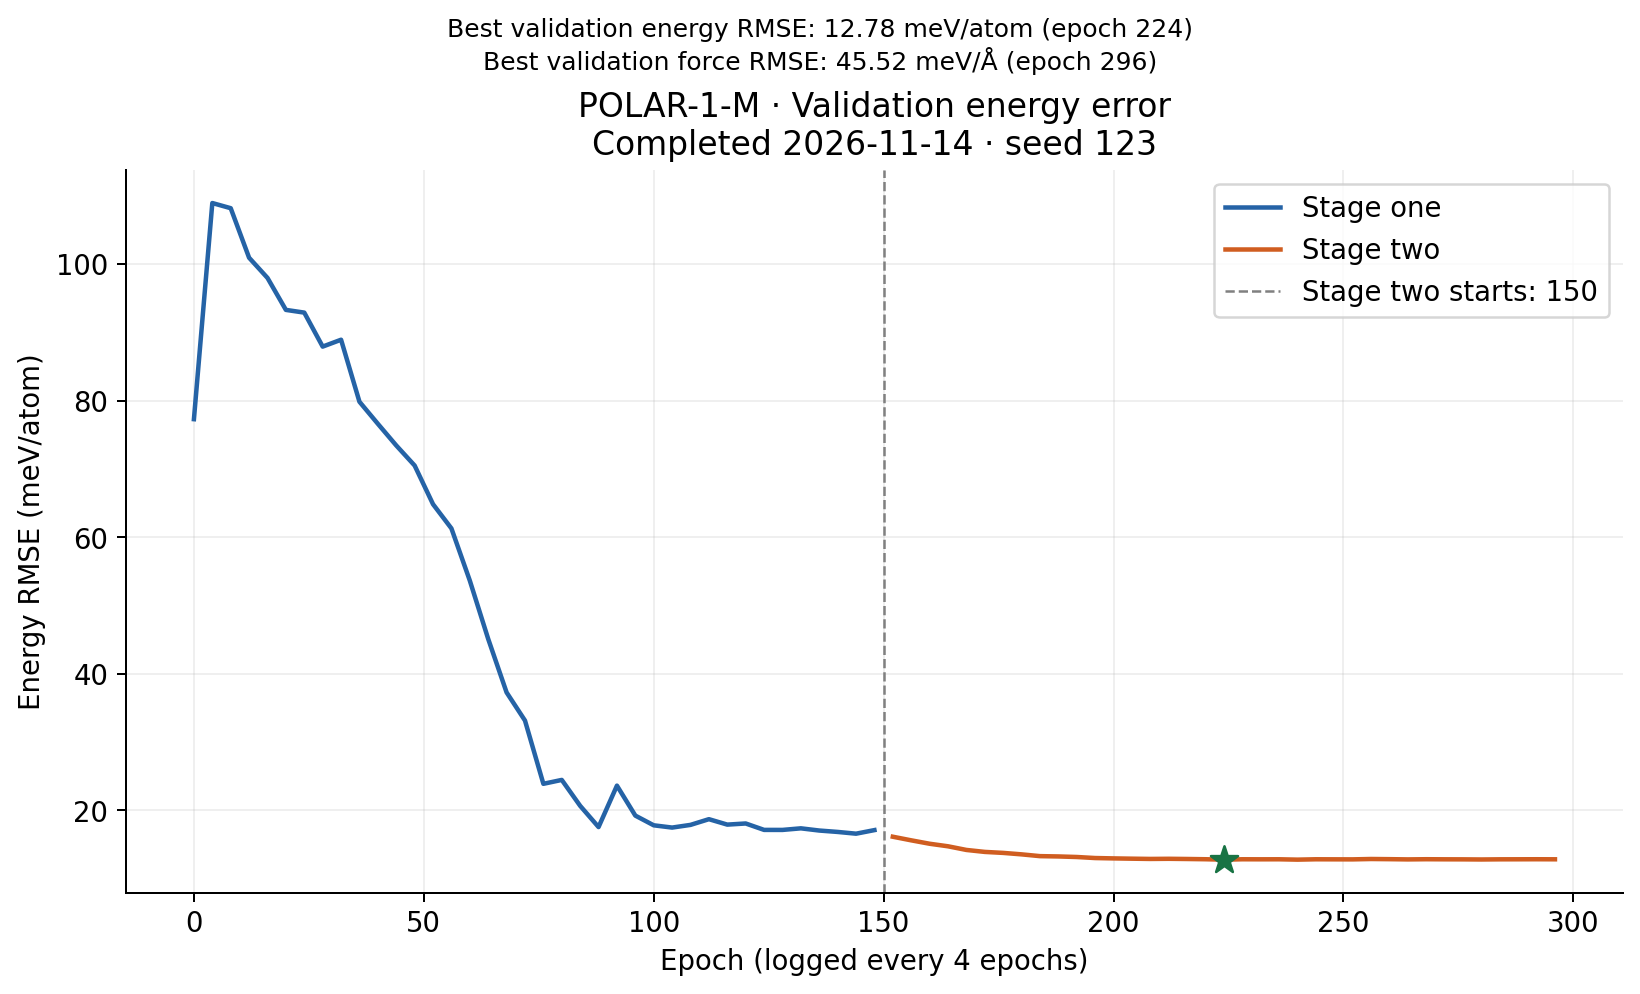 Best validation energy RMSE: 12.78 meV/atom (epoch 224)
Best validation force RMSE: 45.52 meV/Å (epoch 296)
POLAR-1-M · Validation energy error
Completed 2026-11-14 · seed 123
Stage one
Stage two
Stage two starts: 150
Energy RMSE (meV/atom)
100
80
60
40
20
0
50
100
150
200
250
300
Epoch (logged every 4 epochs)